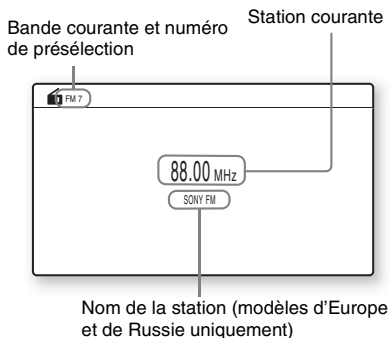 Bande courante et numéro
de présélection
Station courante
FM 7
88.00 MHz
SONY FM
Nom de la station (modèles d'Europe
et de Russie uniquement)